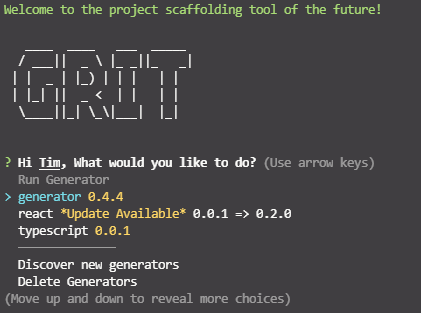 Welcome to the project scaffolding tool of the future!
GRIT
? Hi Tim, What would you like to do? (Use arrow keys)
Run Generator
> generator 0.4.4
react *Update Available* 0.0.1 => 0.2.0
typescript 0.0.1
──────────────
Discover new generators
Delete Generators
(Move up and down to reveal more choices)